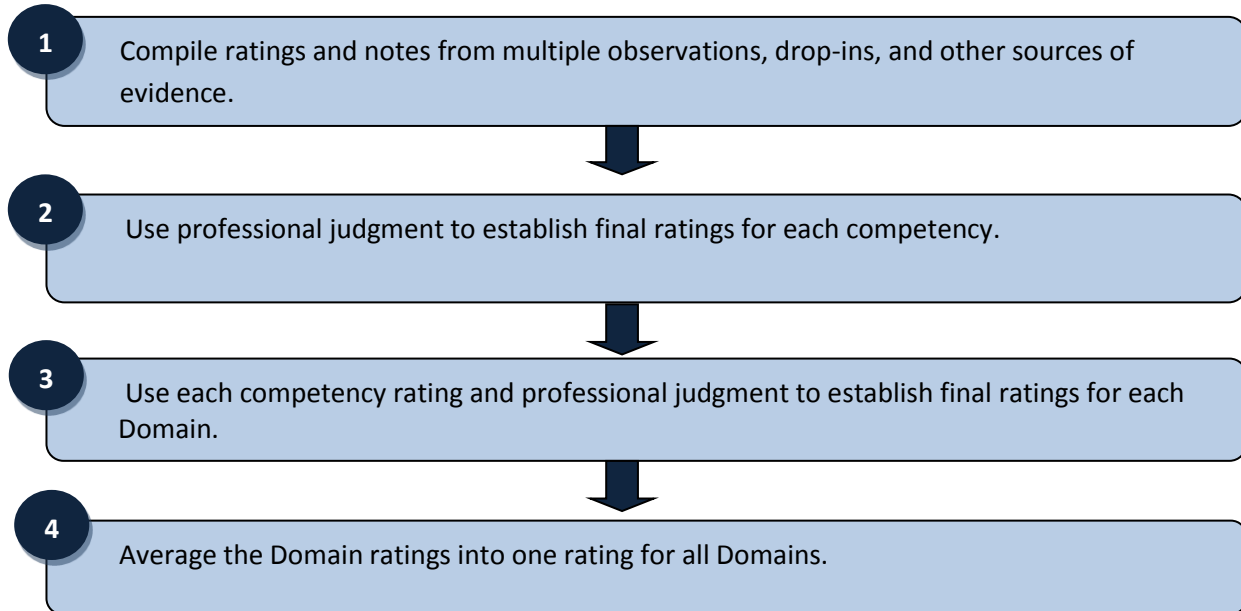 1
Compile ratings and notes from multiple observations, drop-ins, and other sources of
evidence.
2
Use professional judgment to establish final ratings for each competency.
3
Use each competency rating and professional judgment to establish final ratings for each
Domain.
4
Average the Domain ratings into one rating for all Domains.